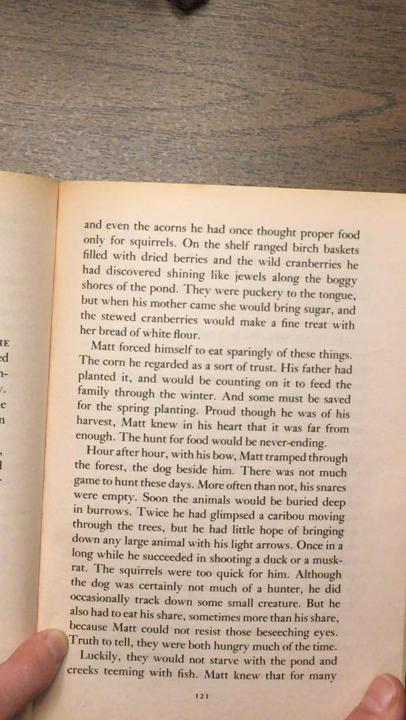 and even the acorns he had once thought proper food
only for squirrels. On the shelf ranged birch baskets
filled with dried berries and the wild cranberries he
had discovered shining like jewels along the boggy
shores of the pond. They were puckery to the tongue,
but when his mother came she would bring sugar, and
the stewed cranberries would make a fine treat with
her bread of white flour.
Matt forced himself to eat sparingly of these things.
The corn he regarded as a sort of trust. His father had
planted it, and would be counting on it to feed the
family through the winter. And some must be saved
for the spring planting. Proud though he was of his
harvest, Matt knew in his heart that it was far from
enough. The hunt for food would be never-ending.
Hour after hour, with his bow, Matt tramped through
the forest, the dog beside him. There was not much
game to hunt these days. More often than not, his snares
were empty. Soon the animals would be buried deep
in burrows. Twice he had glimpsed a caribou moving
through the trees, but he had little hope of bringing
down any large animal with his light arrows. Once in a
long while he succeeded in shooting a duck or a musk-
rat. The squirrels were too quick for him. Although
the dog was certainly not much of a hunter, he did
occasionally track down some small creature. But he
also had to eat his share, sometimes more than his share,
because Matt could not resist those beseeching eyes.
Truth to tell, they were both hungry much of the time.
Luckily, they would not starve with the pond and
creeks teeming with fish. Matt knew that for many
121